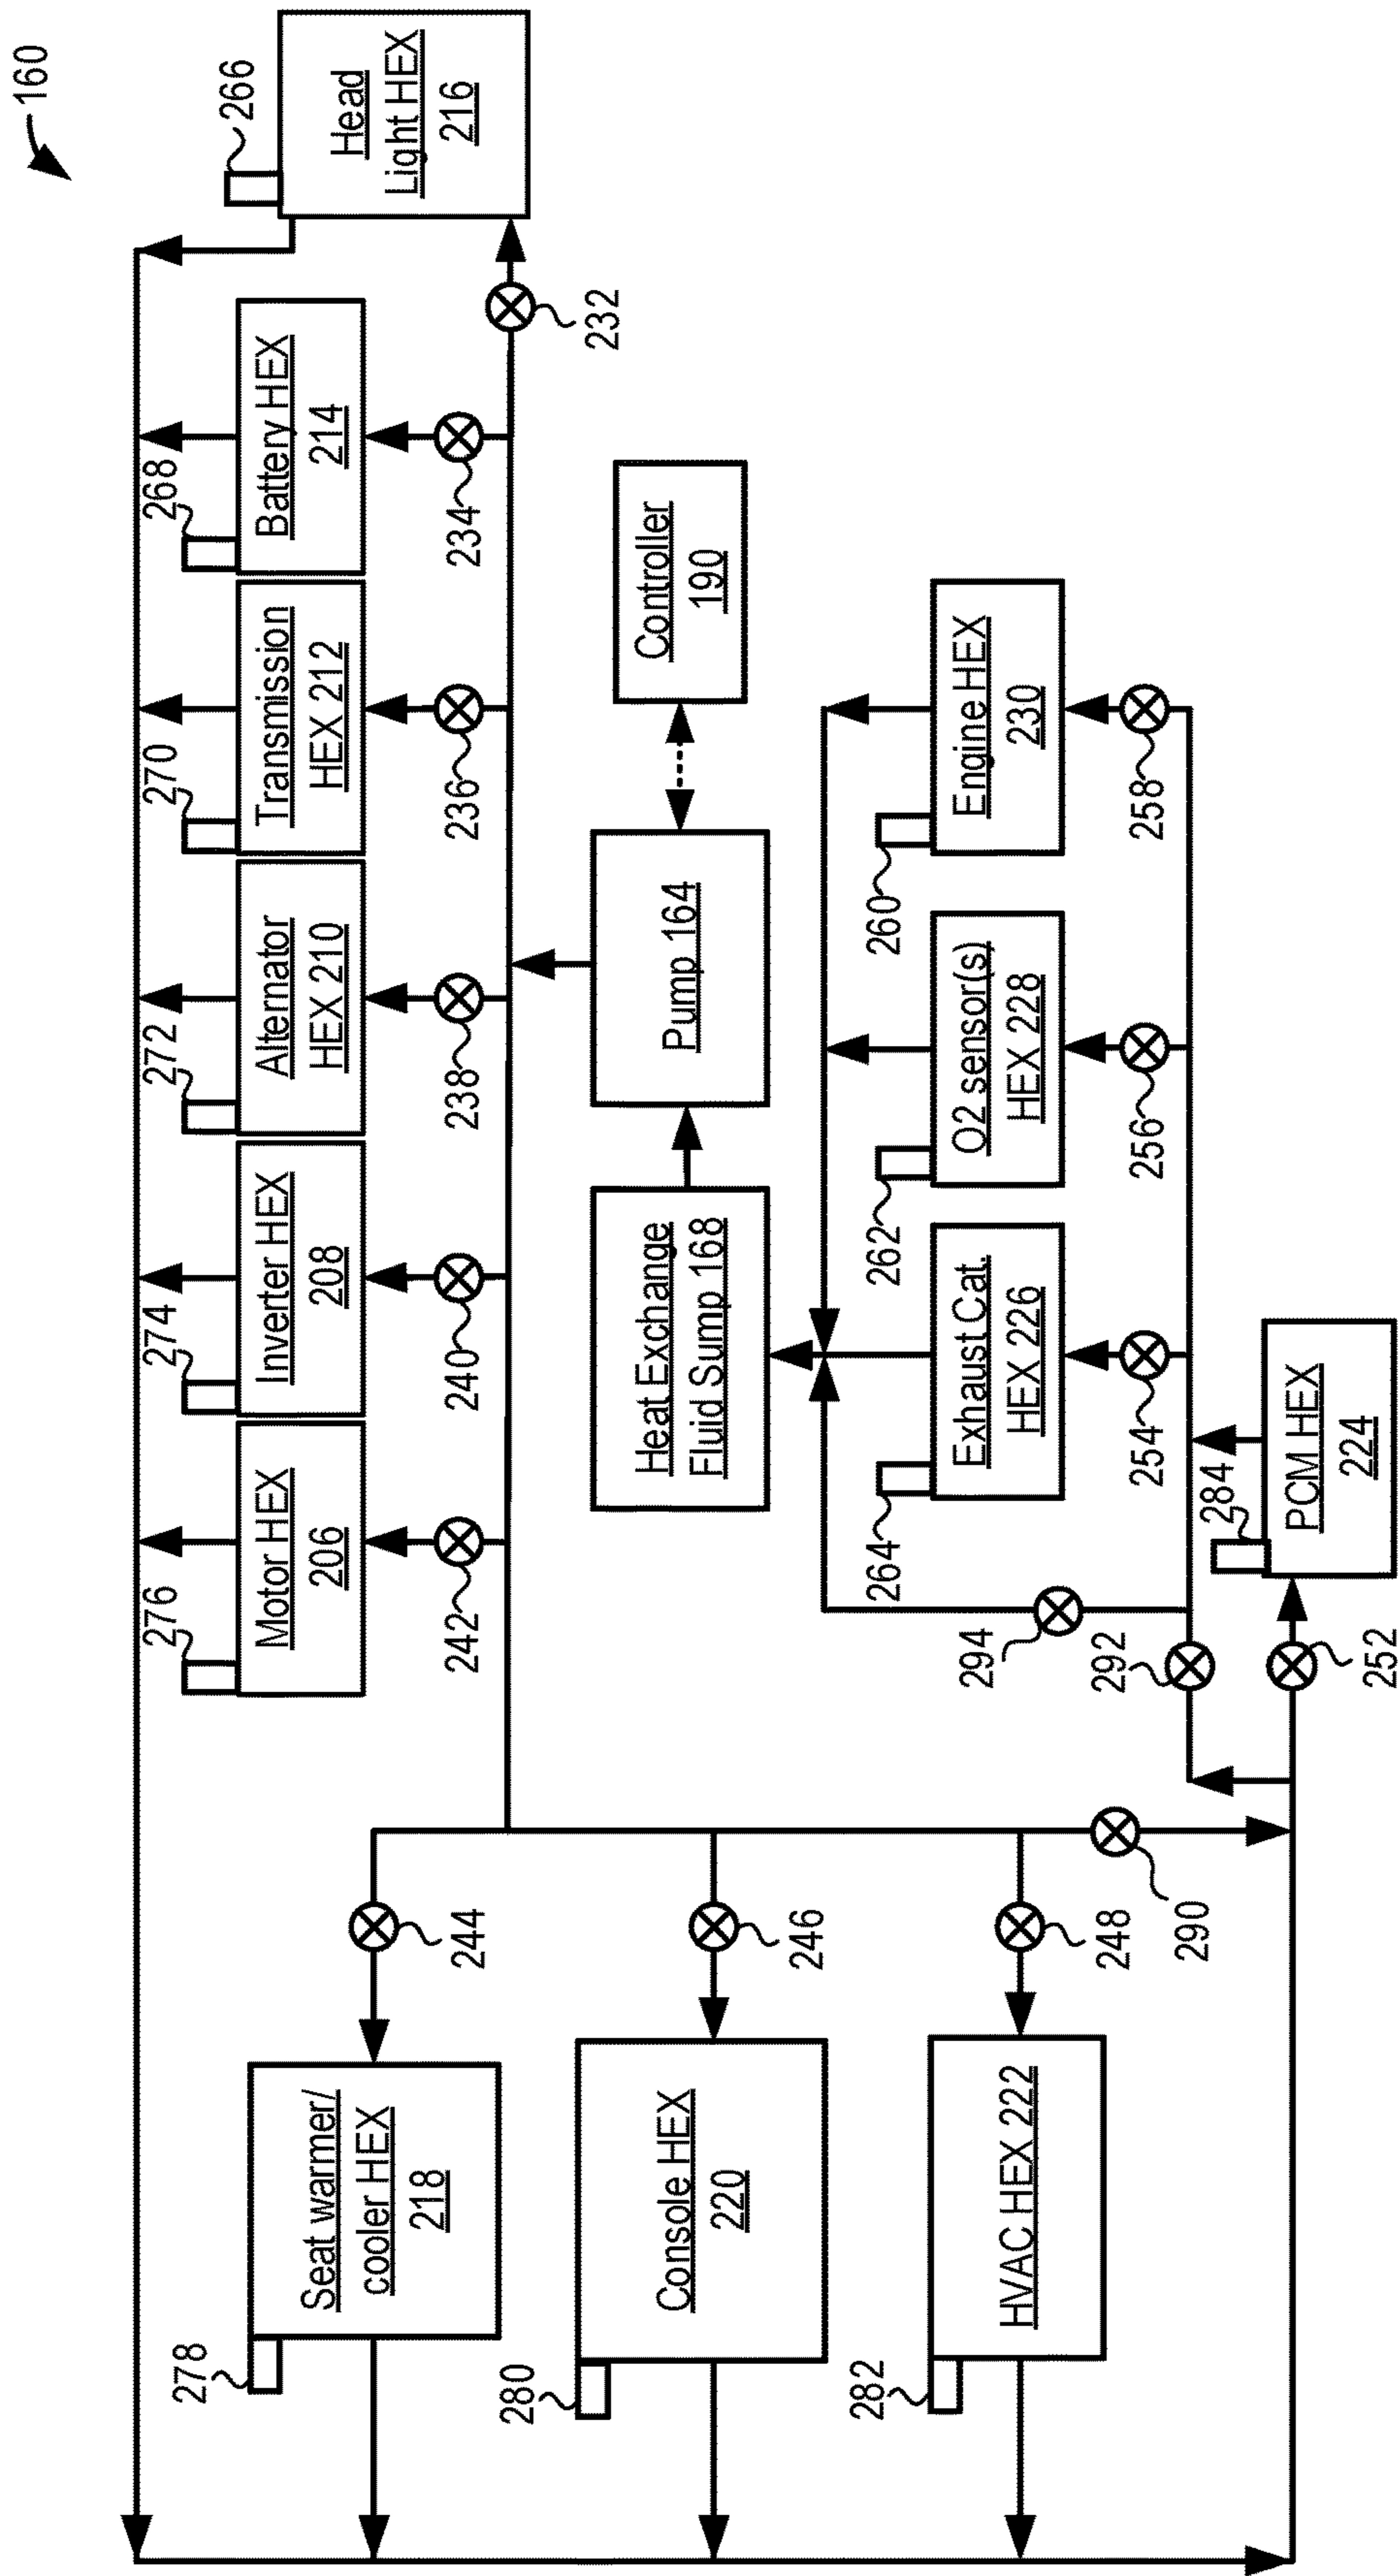 160
266
Head
Light HEX
216
232
268
Battery HEX
214
234
270
Transmission
HEX 212
236
272
Alternator
HEX 210
238
274
Inverter HEX
208
240
276
Motor HEX
206
242
Controller
190
Pump 164
Heat Exchange
Fluid Sump 168
260
Engine HEX
230
258
262
O2 sensor(s)
HEX 228
256
264
Exhaust Cat.
HEX 226
254
294
292
284
PCM HEX
224
252
290
244
246
248
278
Seat warmer/
cooler HEX
218
280
Console HEX
220
282
HVAC HEX 222